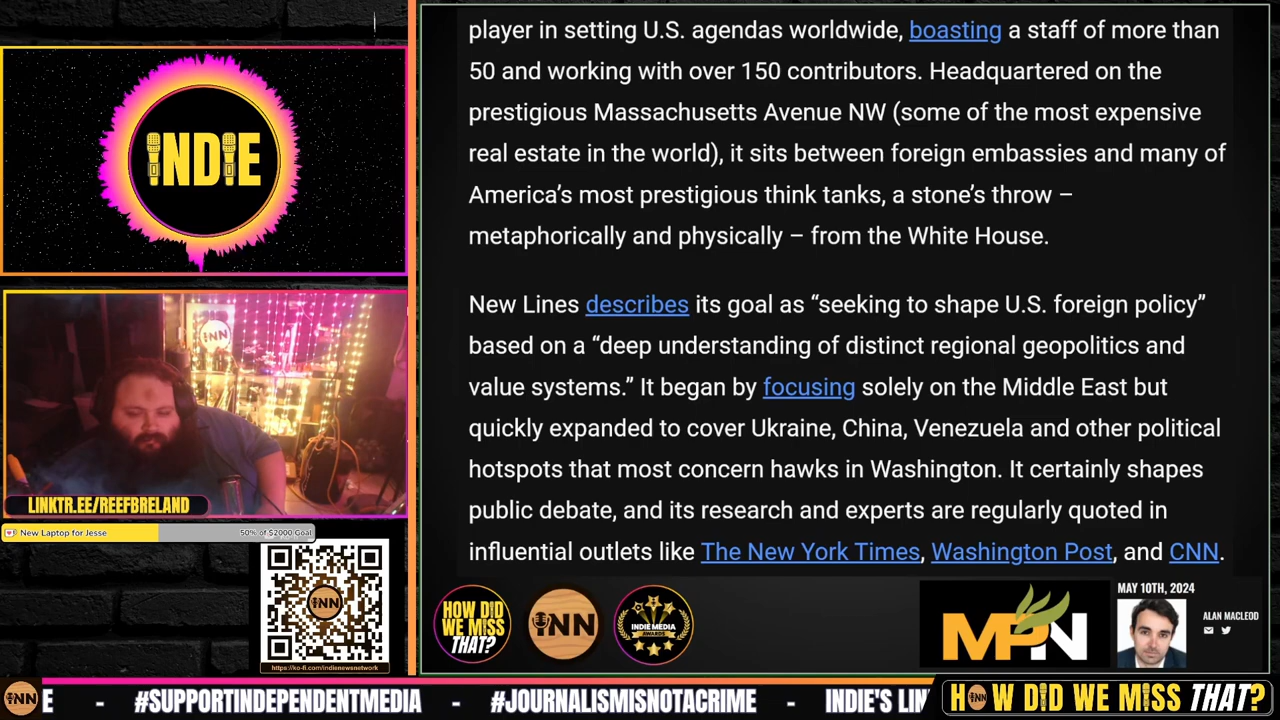 INDIE
INN
LINKTR.EE/REEFBRELAND
New Laptop for Jesse
50% of $2000 Goal
INN
https://ko-fi.com/indienewsnetwork
player in setting U.S. agendas worldwide, boasting a staff of more than
50 and working with over 150 contributors. Headquartered on the
prestigious Massachusetts Avenue NW (some of the most expensive
real estate in the world), it sits between foreign embassies and many of
America’s most prestigious think tanks, a stone’s throw –
metaphorically and physically – from the White House.
New Lines describes its goal as “seeking to shape U.S. foreign policy”
based on a “deep understanding of distinct regional geopolitics and
value systems.” It began by focusing solely on the Middle East but
quickly expanded to cover Ukraine, China, Venezuela and other political
hotspots that most concern hawks in Washington. It certainly shapes
public debate, and its research and experts are regularly quoted in
influential outlets like The New York Times, Washington Post, and CNN.
HOW DID
WE MISS
THAT?
INN
INDIE MEDIA
AWARDS
MPN
MAY 10TH, 2024
ALAN MACLEOD
INN
E - #SUPPORTINDEPENDENTMEDIA - #JOURNALISMISNOTACRIME - INDIE'S LIN
HOW DID WE MISS THAT?